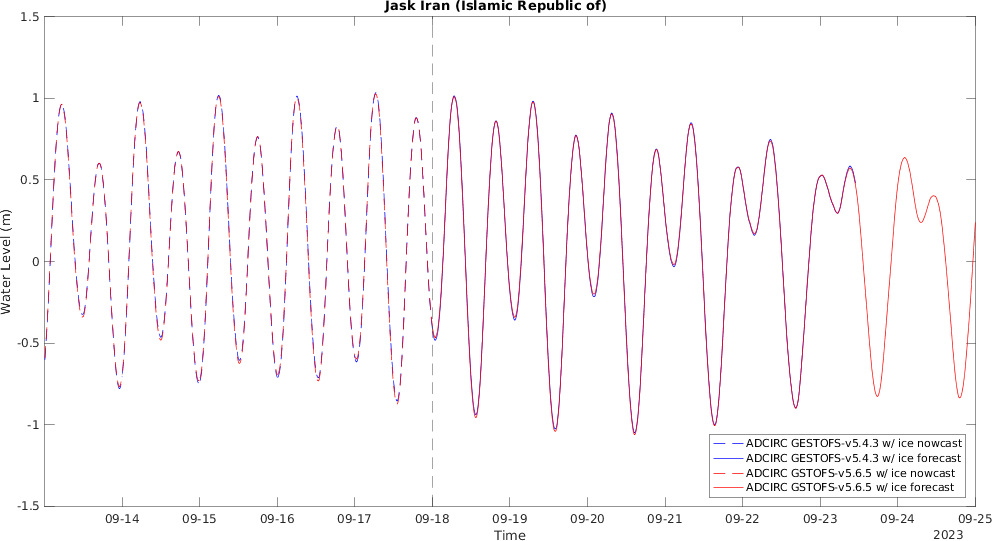 Jask Iran (Islamic Republic of)
1.5
1
0.5
0
-0.5
-1
-1.5
Water Level (m)
09-14 09-15 09-16 09-17 09-18 09-19 09-20 09-21 09-22 09-23 09-24 09-25
Time
2023
ADCIRC GESTOFS-v5.4.3 w/ ice nowcast
ADCIRC GESTOFS-v5.4.3 w/ ice forecast
ADCIRC GSTOFS-v5.6.5 w/ ice nowcast
ADCIRC GSTOFS-v5.6.5 w/ ice forecast